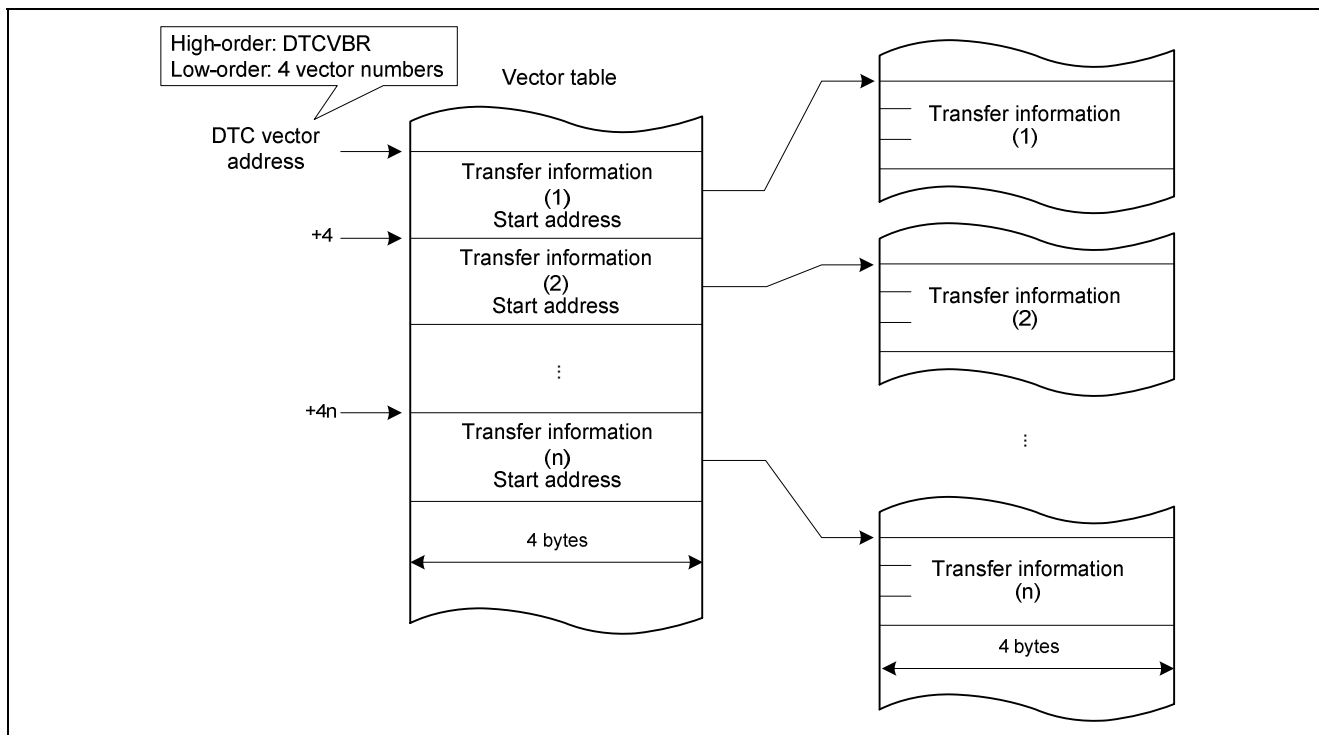 High-order: DTCVBR
Low-order: 4 vector numbers
Vector table
DTC vector
address
Transfer information
(1)
Start address
+4
Transfer information
(2)
Start address
⋮
+4n
Transfer information
(n)
Start address
4 bytes
Transfer information
(1)
Transfer information
(2)
⋮
Transfer information
(n)
4 bytes